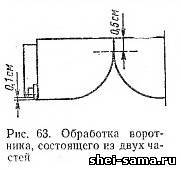 0,5см
0,1см
Рис. 63. Обработка ворот-
ника, состоящего из двух ча-
стей
shei-sama.ru